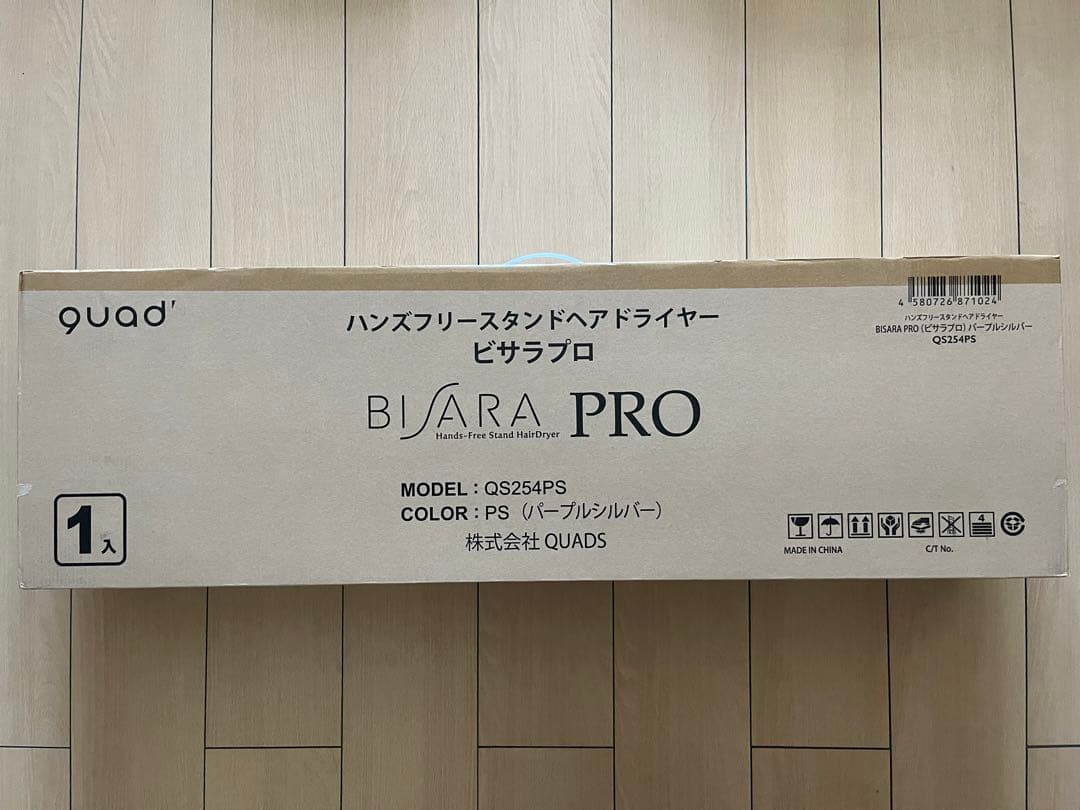 quad'
ハンズフリースタンドヘアドライヤー
ビサラプロ
BISARA PRO
Hands-Free Stand HairDryer
MODEL：QS254PS
COLOR：PS（パープルシルバー）
株式会社 QUADS
1入
4 580726 871024
ハンズフリースタンドヘアドライヤー
BISARA PRO（ビサラプロ）パープルシルバー
QS254PS
4
MADE IN CHINA
C/T No.